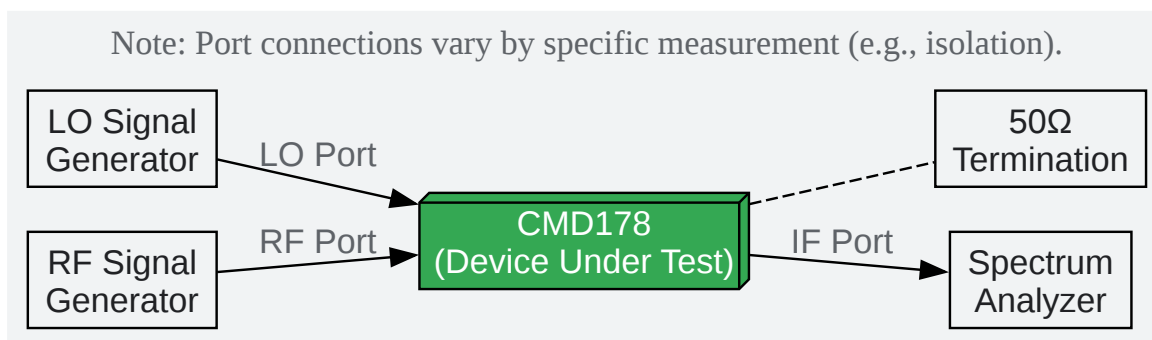 Note: Port connections vary by specific measurement (e.g., isolation).
LO Signal
Generator
LO Port
RF Signal
Generator
RF Port
CMD178
(Device Under Test)
50Ω
Termination
IF Port
Spectrum
Analyzer